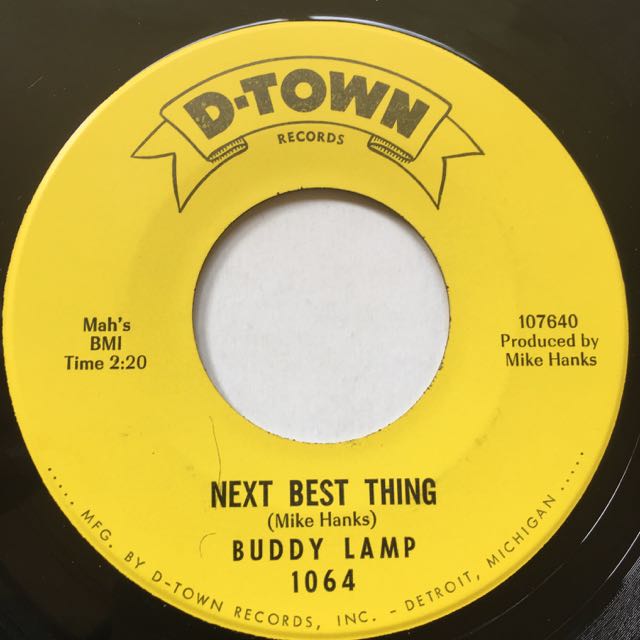 D-TOWN
RECORDS
Mah's
BMI
Time 2:20
107640
Produced by
Mike Hanks
NEXT BEST THING
(Mike Hanks)
BUDDY LAMP
1064
..... MFG. BY D-TOWN RECORDS, INC. - DETROIT, MICHIGAN .....